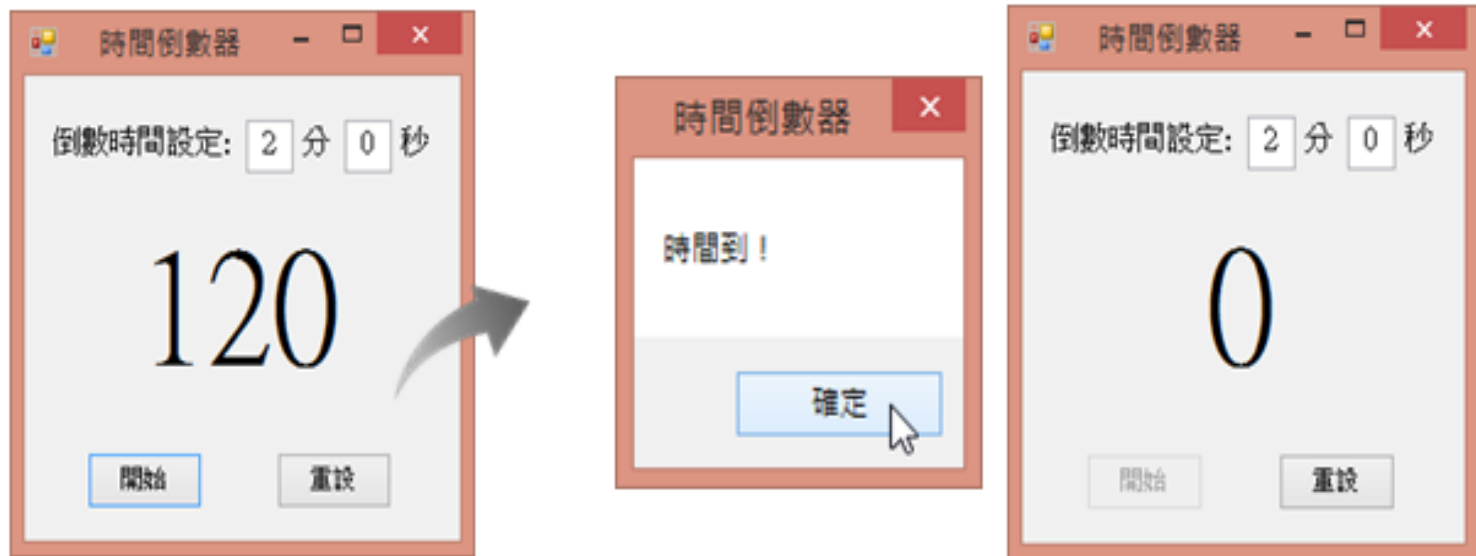 時間倒數器
倒數時間設定: 2 分 0 秒
120
開始 重設
時間倒數器
時間到！
確定
時間倒數器
倒數時間設定: 2 分 0 秒
0
開始 重設